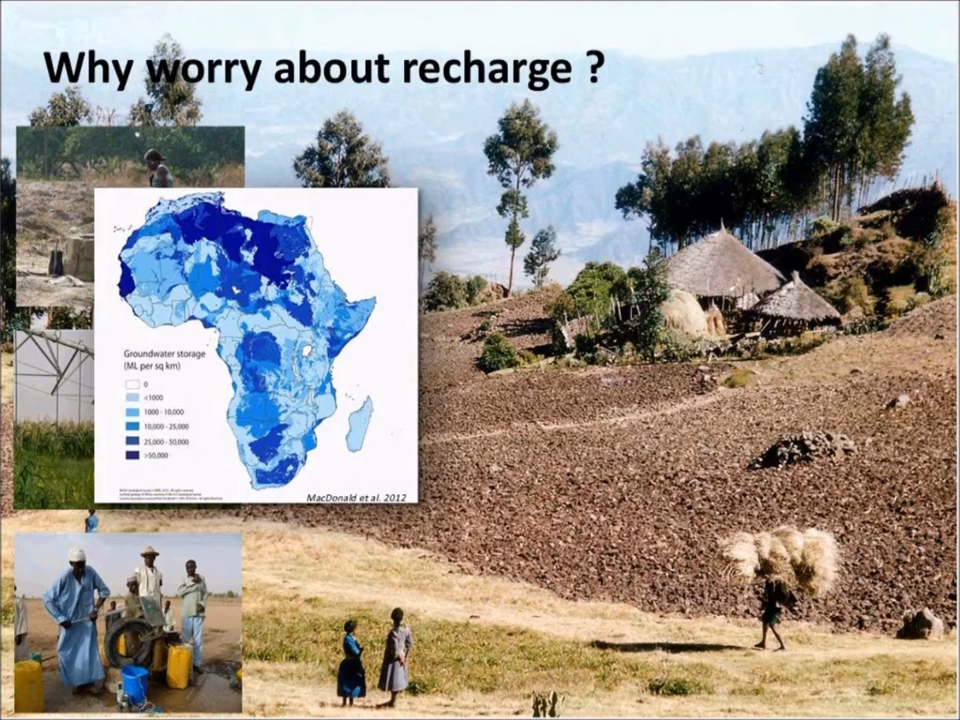 Why worry about recharge ?
Groundwater storage
(ML per sq km)
0
<1000
1000 - 10,000
10,000 - 25,000
25,000 - 50,000
>50,000
MacDonald et al. 2012